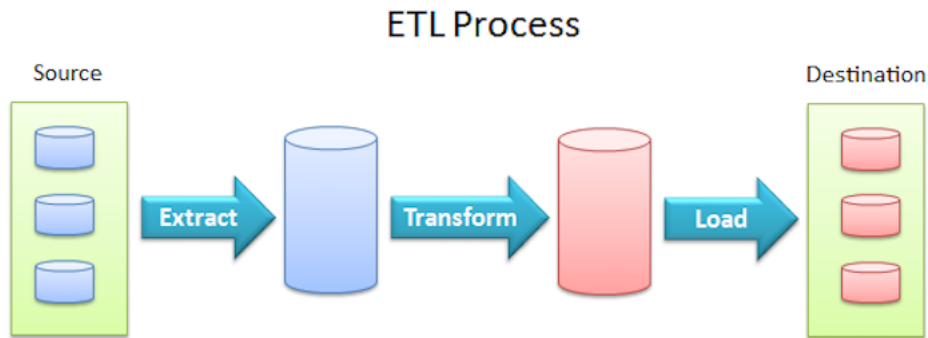 ETL Process
Source
Destination
Extract
Transform
Load